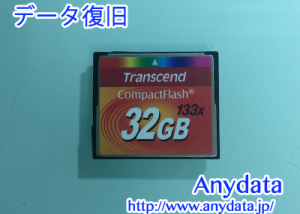 データ復旧
Transcend
CompactFlash®
133x
32GB
Anydata
http://www.anydata.jp/